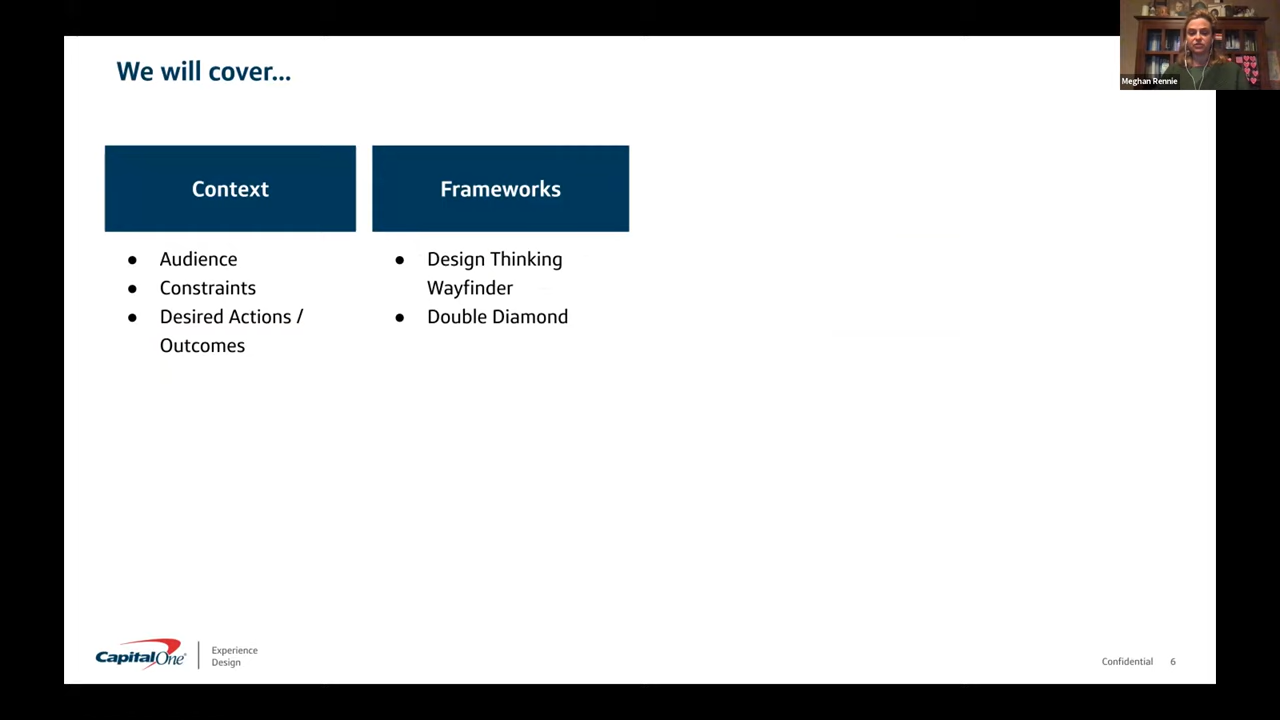 We will cover...
Meghan Rennie
Context
● Audience
● Constraints
● Desired Actions /
Outcomes
Frameworks
● Design Thinking
Wayfinder
● Double Diamond
Capital One
Experience
Design
Confidential 6